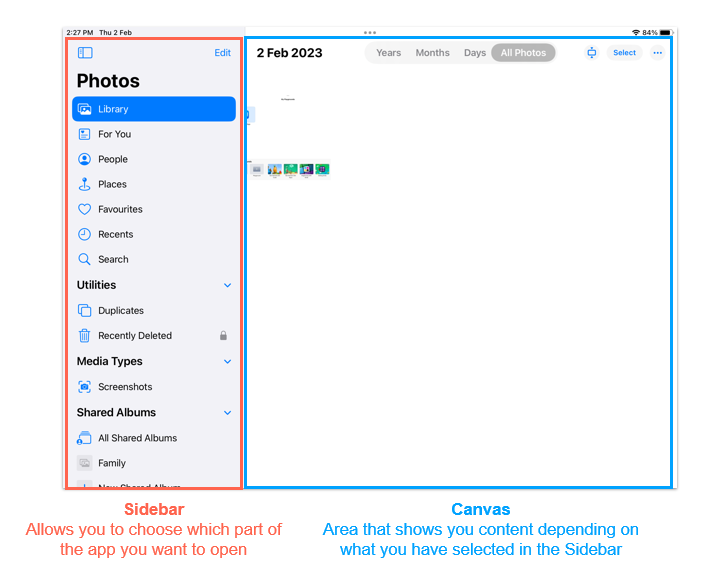 2:27 PM Thu 2 Feb
84%
Edit
Photos
Library
For You
People
Places
Favourites
Recents
Search
Utilities
Duplicates
Recently Deleted
Media Types
Screenshots
Shared Albums
All Shared Albums
Family
New Shared Album
2 Feb 2023
Years Months Days All Photos
Select
Sidebar
Allows you to choose which part of
the app you want to open
Canvas
Area that shows you content depending on
what you have selected in the Sidebar